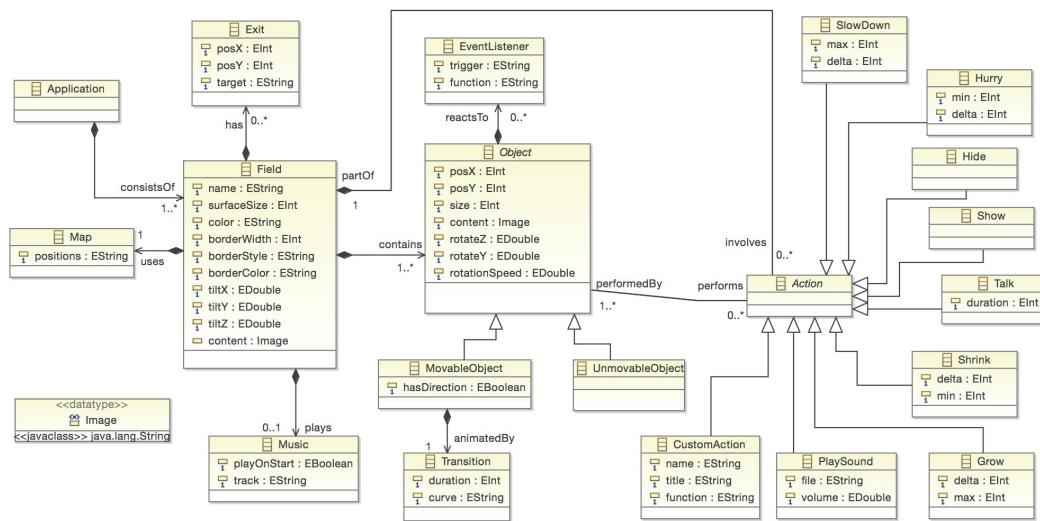 Exit
posX : EInt
posY : EInt
target : EString
EventListener
trigger : EString
function : EString
SlowDown
max : EInt
delta : EInt
Hurry
min : EInt
delta : EInt
Application
has
0..*
reactsTo
0..*
Object
posX : EInt
posY : EInt
size : EInt
content : Image
rotateZ : EDouble
rotateY : EDouble
rotationSpeed : EDouble
Hide
Show
Field
name : EString
surfaceSize : EInt
color : EString
borderWidth : EInt
borderStyle : EString
borderColor : EString
tiltX : EDouble
tiltY : EDouble
tiltZ : EDouble
content : Image
partOf
1
consistsOf
1..*
Map
positions : EString
1
uses
contains
1..*
involves
0..*
performedBy
1..*
performs
0..*
Action
Talk
duration : EInt
Shrink
delta : EInt
min : EInt
MovableObject
hasDirection : EBoolean
UnmovableObject
<<datatype>>
Image
<<javaclass>> java.lang.String
0..1
plays
Music
playOnStart : EBoolean
track : EString
1
animatedBy
Transition
duration : EInt
curve : EString
CustomAction
name : EString
title : EString
function : EString
PlaySound
file : EString
volume : EDouble
Grow
delta : EInt
max : EInt